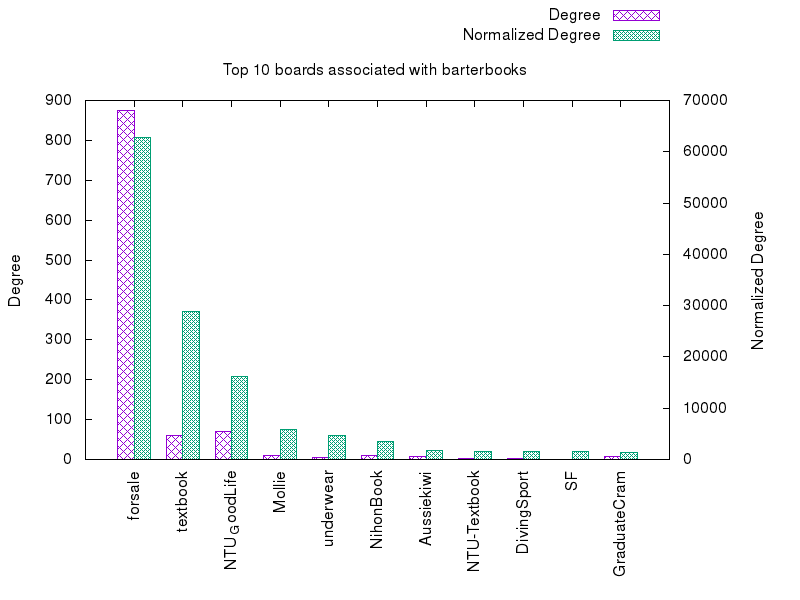 Degree
Normalized Degree
Top 10 boards associated with barterbooks
900
800
700
600
500
400
300
200
100
0
70000
60000
50000
40000
30000
20000
10000
0
Degree
Normalized Degree
forsale
textbook
NTU_GoodLife
Mollie
underwear
NihonBook
Aussiekiwi
NTU-Textbook
DivingSport
SF
GraduateCram